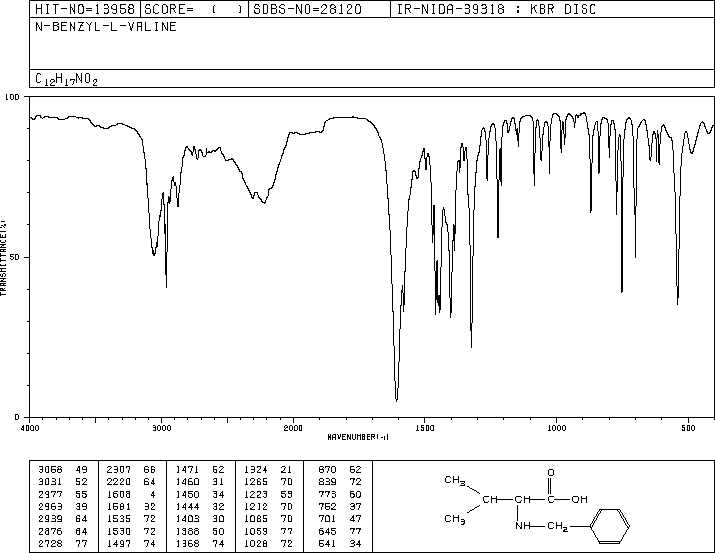 HIT-NO=13958 SCORE= ( ) SDBS-NO=28120 IR-NIDA-39318 : KBR DISC
N-BENZYL-L-VALINE
C12H17NO2
100
50
0
TRANSMITTANCE(%)
4000 3000 2000 1500 1000 500
WAVENUMBER(-1)
3068 49 2307 66 1471 62 1324 21 870 62
3031 52 2220 64 1460 31 1265 70 839 72
2977 55 1608 4 1450 34 1223 53 773 60
2963 39 1581 32 1444 32 1212 70 752 37
2939 64 1535 72 1403 30 1085 70 701 47
2876 64 1530 72 1388 50 1059 77 645 77
2728 77 1497 74 1368 74 1028 72 541 34
O
CH3
CH—CH—C—OH
CH3
NH—CH2